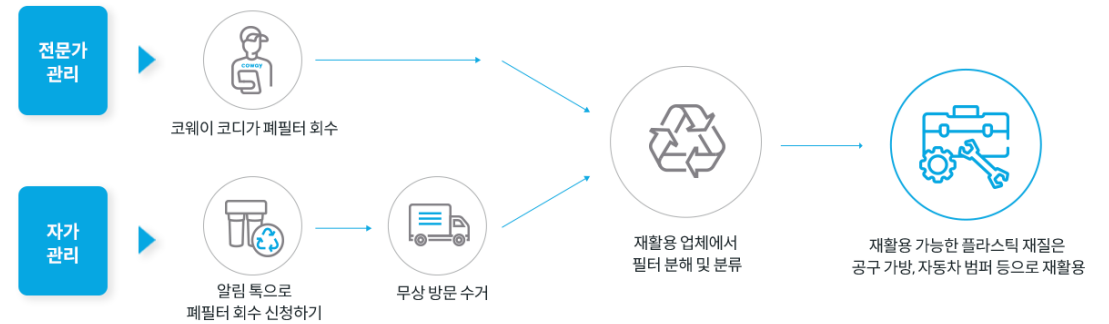 전문가
관리
coway
코웨이 코디가 폐필터 회수
자가
관리
알림 톡으로
폐필터 회수 신청하기
무상 방문 수거
재활용 업체에서
필터 분해 및 분류
재활용 가능한 플라스틱 재질은
공구 가방, 자동차 범퍼 등으로 재활용